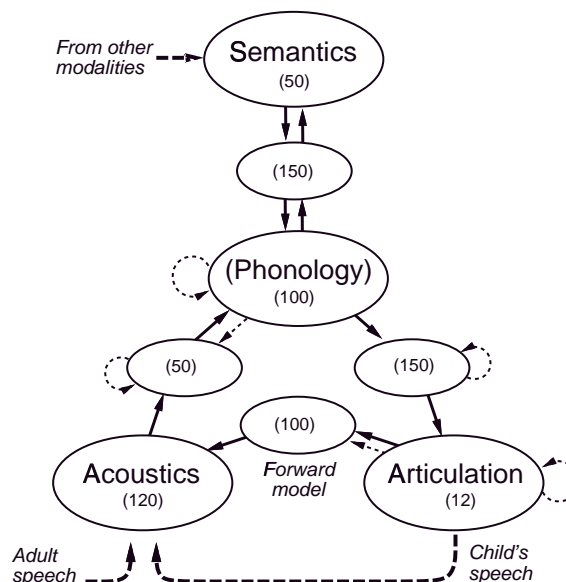 From other
modalities
Semantics
(50)
(150)
(Phonology)
(100)
(50)
(150)
(100)
Forward
model
Acoustics
(120)
Articulation
(12)
Adult
speech
Child's
speech